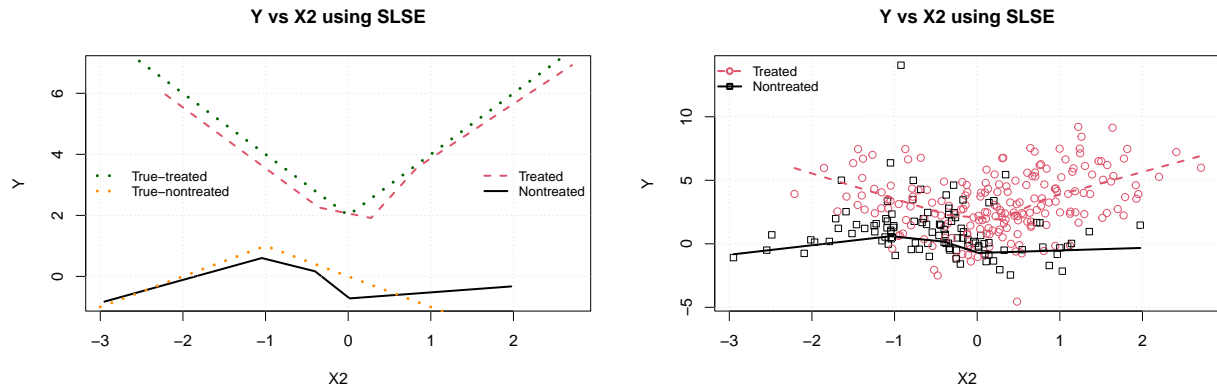 Y vs X2 using SLSE
Y
6
4
2
0
True−treated
True−nontreated
Treated
Nontreated
−3
−2
−1
0
1
2
X2
Y vs X2 using SLSE
Y
10
5
0
−5
Treated
Nontreated
−3
−2
−1
0
1
2
X2